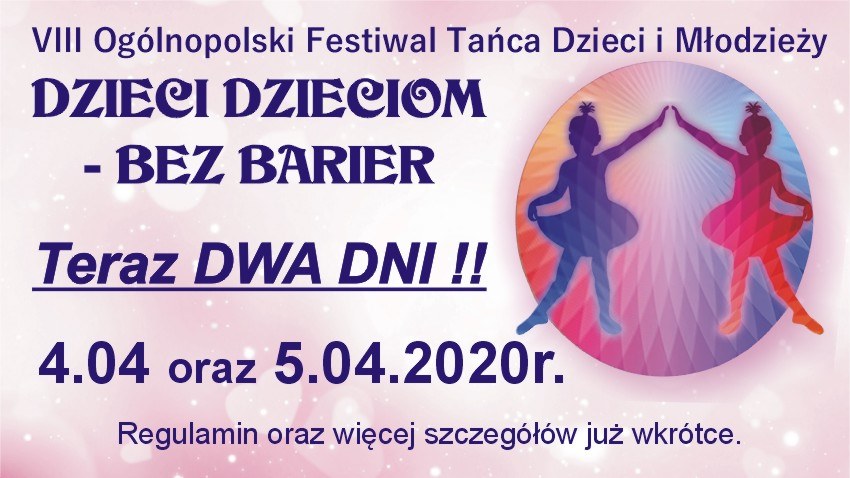 VIII Ogólnopolski Festiwal Tańca Dzieci i Młodzieży
DZIECI DZIECIOM
- BEZ BARIER
Teraz DWA DNI !!
4.04 oraz 5.04.2020r.
Regulamin oraz więcej szczegółów już wkrótce.